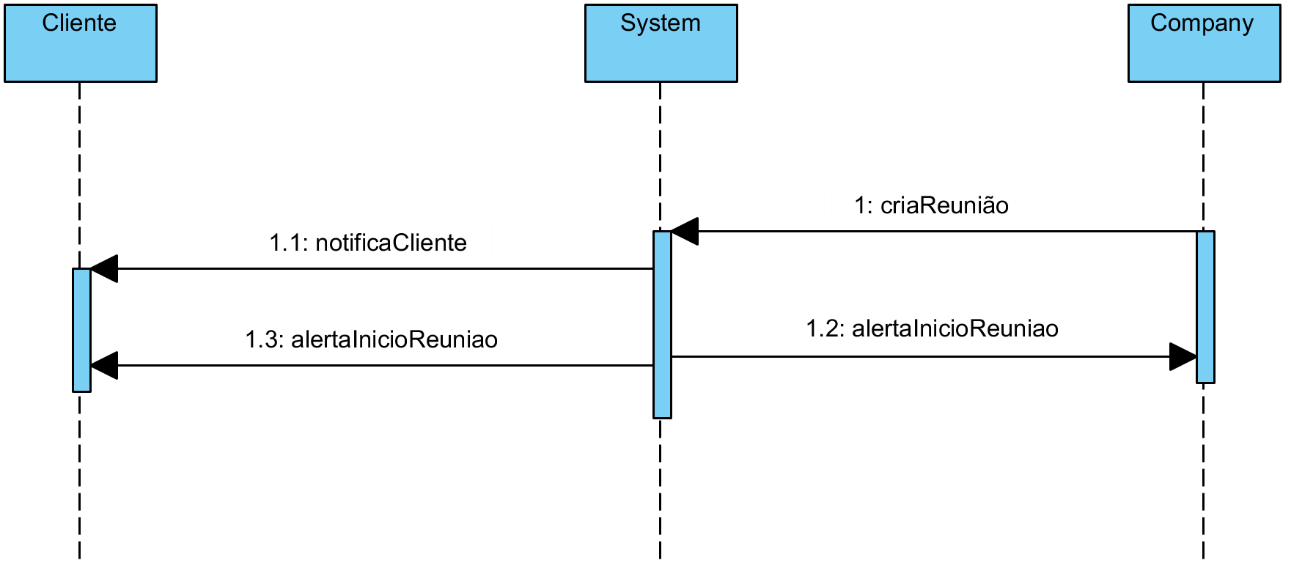 Cliente
System
Company
1: criaReunião
1.1: notificaCliente
1.2: alertaInicioReuniao
1.3: alertaInicioReuniao